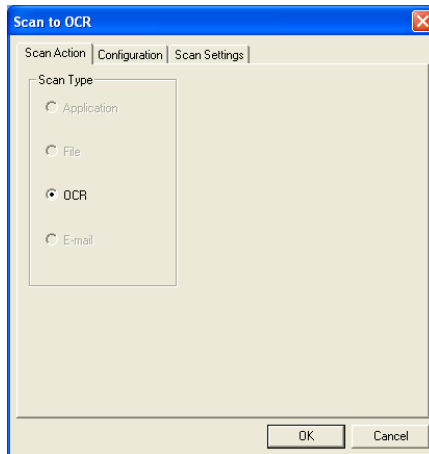 Scan to OCR
Scan Action Configuration Scan Settings
Scan Type
Application
File
OCR
E-mail
OK Cancel